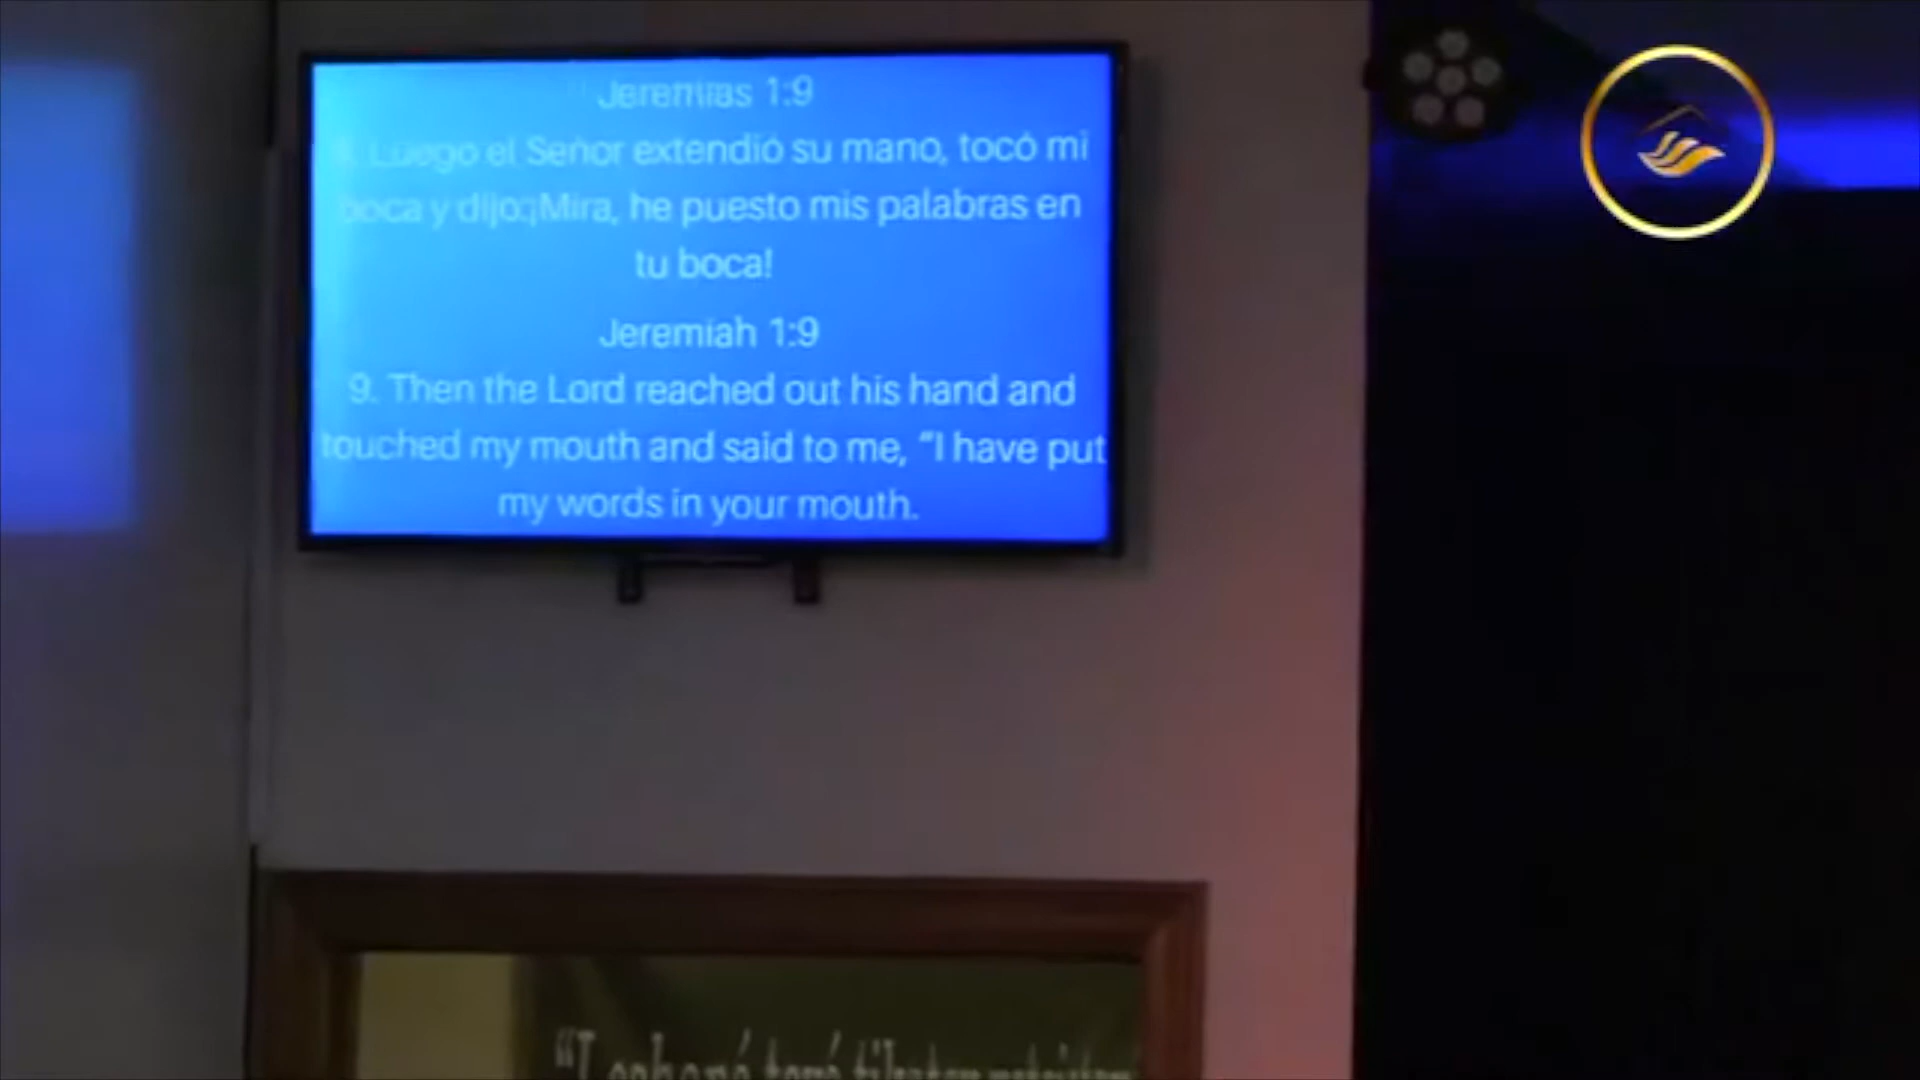 Jeremias 1:9
9. Luego el Señor extendió su mano, tocó mi
boca y dijo:¡Mira, he puesto mis palabras en
tu boca!
Jeremiah 1:9
9. Then the Lord reached out his hand and
touched my mouth and said to me, “I have put
my words in your mouth.